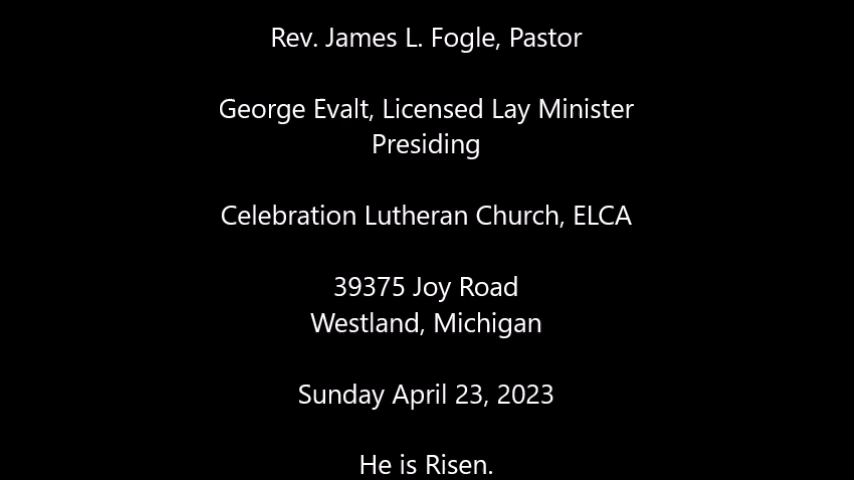 Rev. James L. Fogle, Pastor
George Evalt, Licensed Lay Minister
Presiding
Celebration Lutheran Church, ELCA
39375 Joy Road
Westland, Michigan
Sunday April 23, 2023
He is Risen.